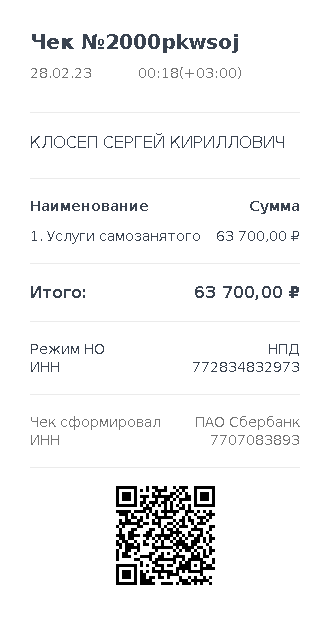 Чек №2000pkwsoj
28.02.23 00:18(+03:00)
КЛОСЕП СЕРГЕЙ КИРИЛЛОВИЧ
Наименование Сумма
1. Услуги самозанятого 63 700,00 ₽
Итого: 63 700,00 ₽
Режим НО НПД
ИНН 772834832973
Чек сформировал ПАО Сбербанк
ИНН 7707083893